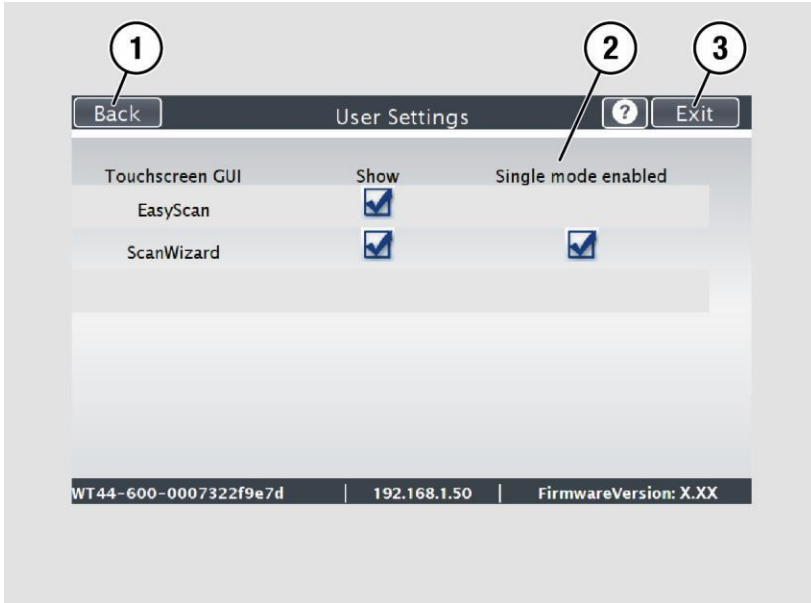 1 2 3
Back User Settings ? Exit
Touchscreen GUI Show Single mode enabled
EasyScan
ScanWizard
WT44-600-0007322f9e7d | 192.168.1.50 | FirmwareVersion: X.XX